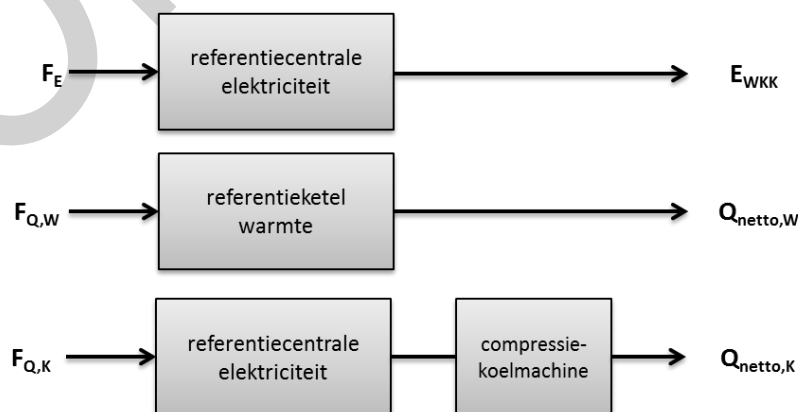 F_E
referentiecentrale
elektriciteit
E_WKK
F_Q,W
referentieketel
warmte
Q_netto,W
F_Q,K
referentiecentrale
elektriciteit
compressie-
koelmachine
Q_netto,K